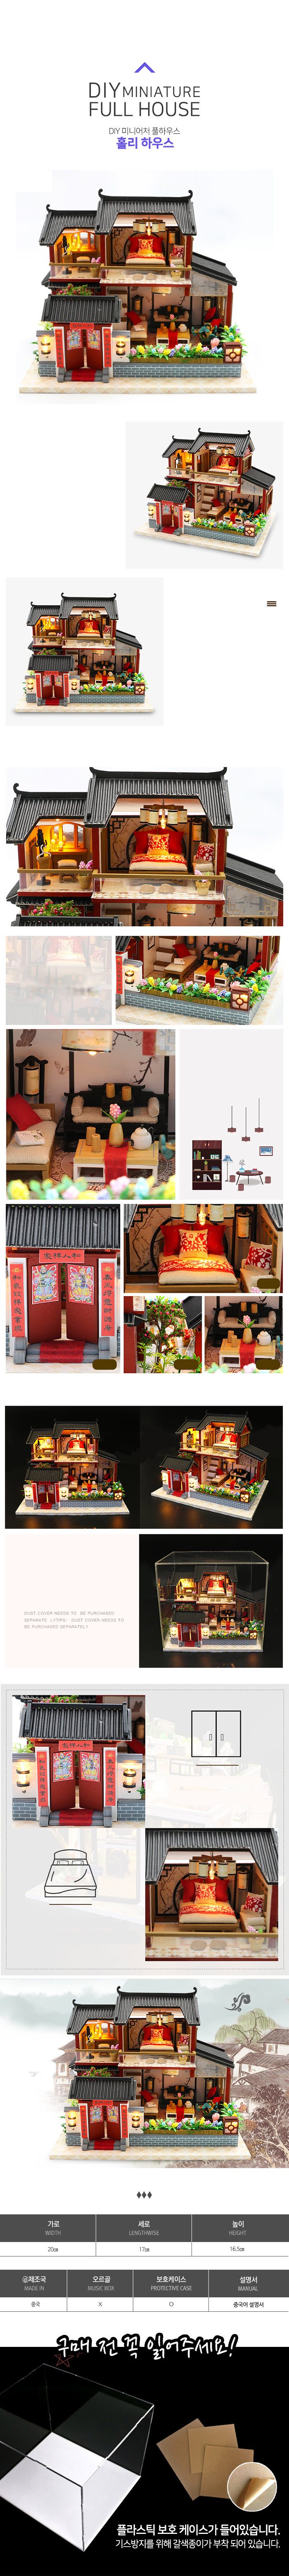 DIY MINIATURE
FULL HOUSE
DIY 미니어처 풀하우스
홀리 하우스
DUST COVER NEEDS TO BE PURCHASED
SEPARATE
DUST COVER NEEDS TO
BE PURCHASED SEPARATELY
가로
WIDTH
세로
LENGTHWISE
높이
HEIGHT
20㎝
17㎝
16.5㎝
제조국
MADE IN
오르골
MUSIC BOX
보호케이스
PROTECTIVE CASE
설명서
MANUAL
중국
X
O
중국어 설명서
구매 전 꼭 읽어주세요!
플라스틱 보호 케이스가 들어있습니다.
기스방지를 위해 갈색종이가 부착 되어 있습니다.